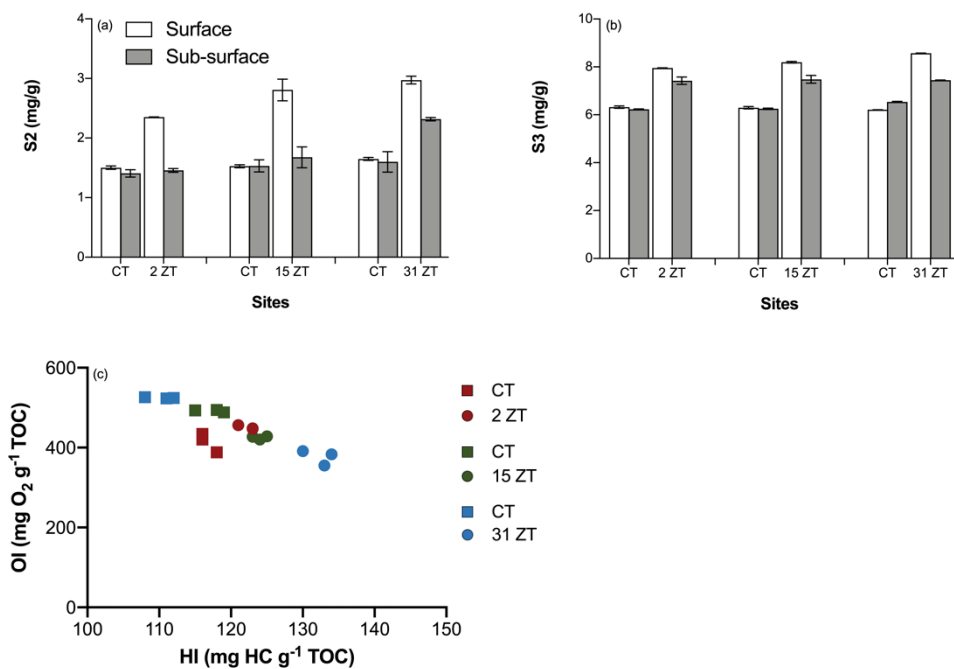 (a)
Surface
Sub-surface
4
3
2
1
0
S2 (mg/g)
CT 2 ZT CT 15 ZT CT 31 ZT
Sites
(b)
10
8
6
4
2
0
S3 (mg/g)
CT 2 ZT CT 15 ZT CT 31 ZT
Sites
(c)
600
400
200
0
OI (mg O₂ g⁻¹ TOC)
100 110 120 130 140 150
HI (mg HC g⁻¹ TOC)
CT
2 ZT
CT
15 ZT
CT
31 ZT